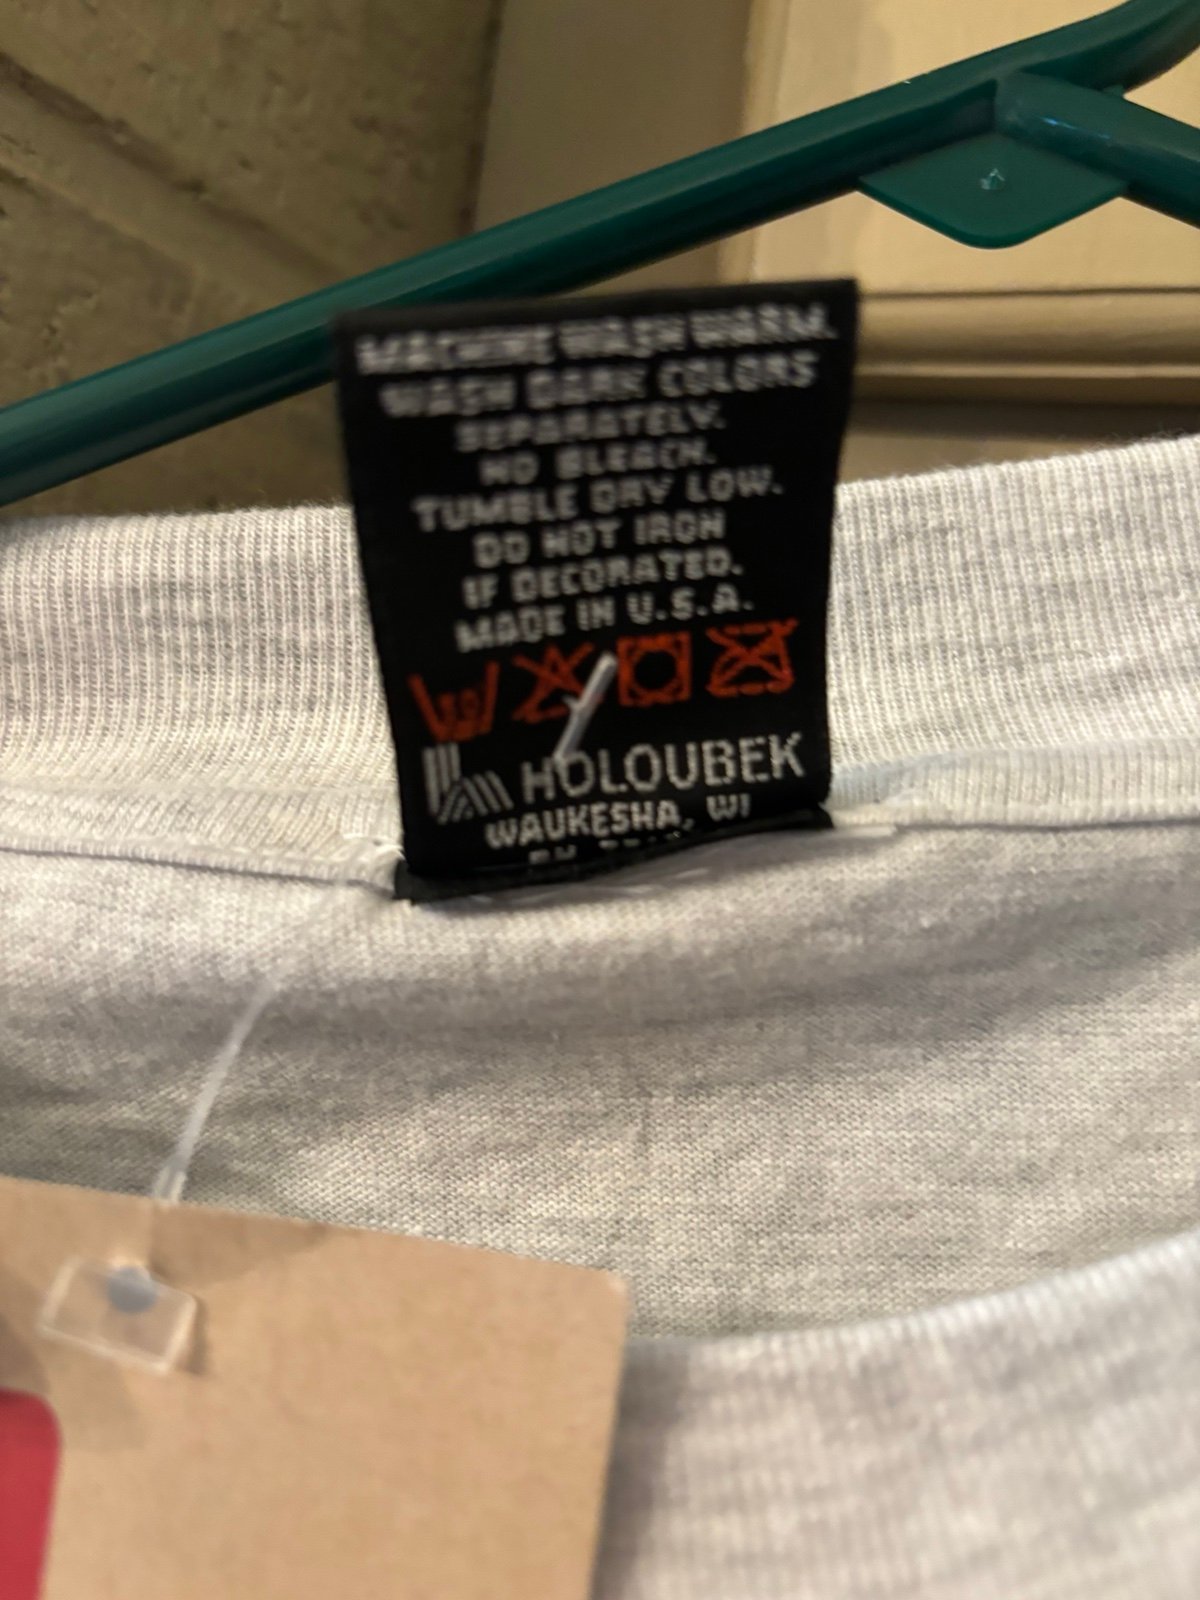 MACHINE WASH WARM.
WASH DARK COLORS
SEPARATELY.
NO BLEACH.
TUMBLE DRY LOW.
DO NOT IRON
IF DECORATED.
MADE IN U.S.A.
HOLOUBEK
WAUKESHA, WI